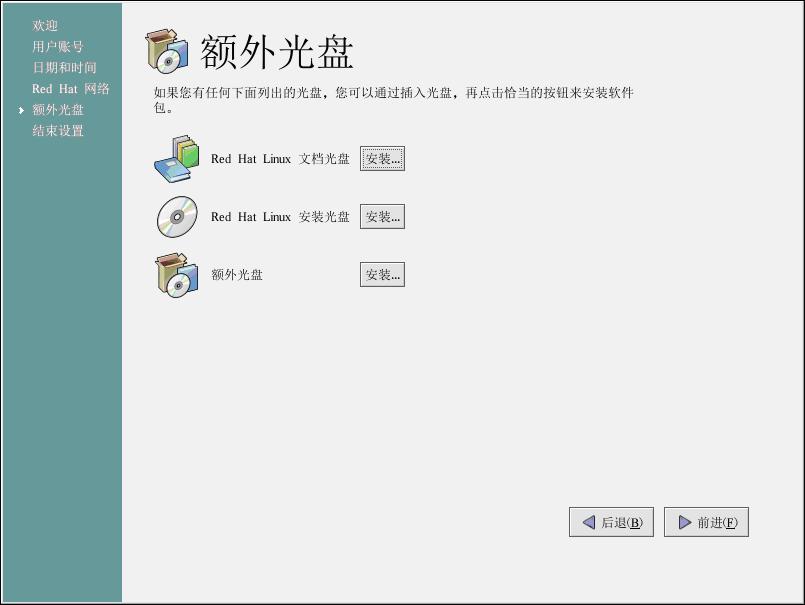 欢迎
用户账号
日期和时间
Red Hat 网络
额外光盘
结束设置
额外光盘
如果您有任何下面列出的光盘，您可以通过插入光盘，再点击恰当的按钮来安装软件
包。
Red Hat Linux 文档光盘 安装...
Red Hat Linux 安装光盘 安装...
额外光盘 安装...
后退(B) 前进(F)